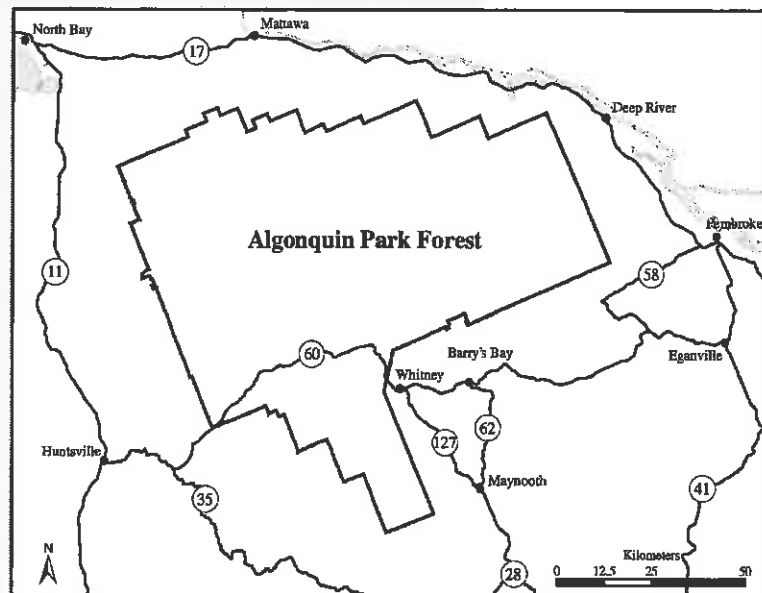 North Bay
Mattawa
17
Deep River
Algonquin Park Forest
Pembroke
11
58
60
Barry's Bay
Eganville
Whitney
Huntsville
127
62
35
Maynooth
41
N
Kilometers
28
0 12.5 25 50